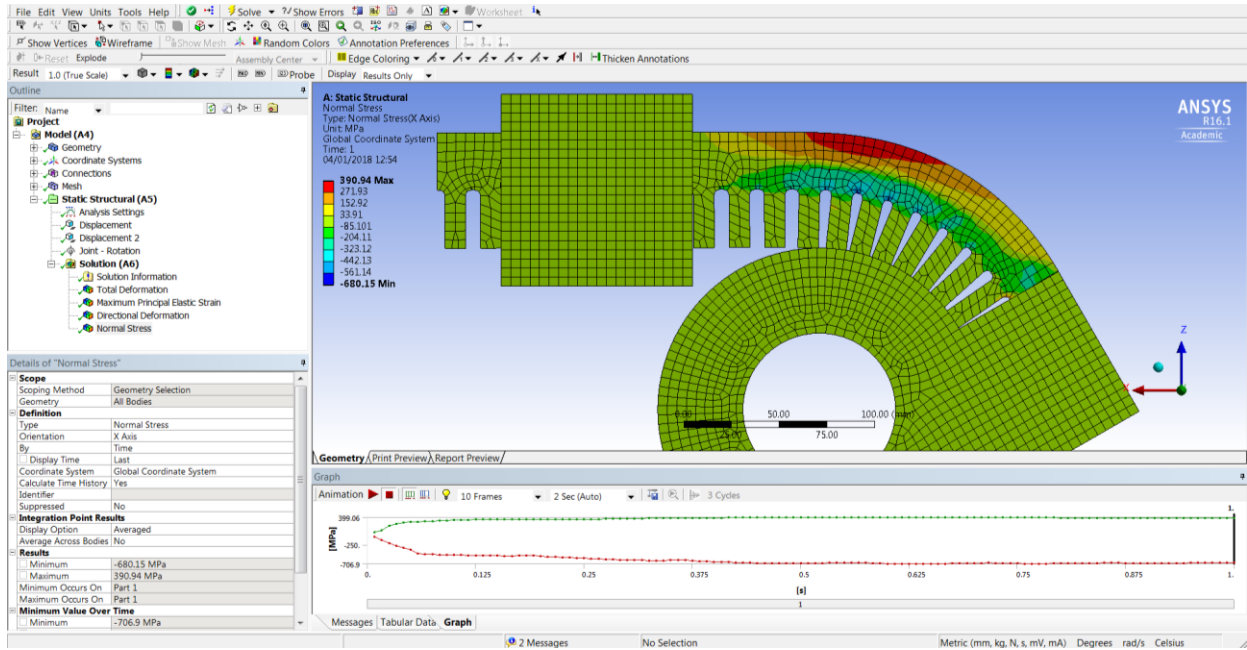 File Edit View Units Tools Help Solve ?/Show Errors Worksheet
Show Vertices Wireframe Show Mesh Random Colors Annotation Preferences
Reset Explode Assembly Center Edge Coloring Thicken Annotations
Result 1.0 (True Scale) Probe Display Results Only
Outline
Filter: Name
Project
Model (A4)
Geometry
Coordinate Systems
Connections
Mesh
Static Structural (A5)
Analysis Settings
Displacement
Displacement 2
Joint - Rotation
Solution (A6)
Solution Information
Total Deformation
Maximum Principal Elastic Strain
Directional Deformation
Normal Stress
Details of "Normal Stress"
Scope
Scoping Method Geometry Selection
Geometry All Bodies
Definition
Type Normal Stress
Orientation X Axis
By Time
Display Time Last
Coordinate System Global Coordinate System
Calculate Time History Yes
Identifier
Suppressed No
Integration Point Results
Display Option Averaged
Average Across Bodies No
Results
Minimum -680.15 MPa
Maximum 390.94 MPa
Minimum Occurs On Part 1
Maximum Occurs On Part 1
Minimum Value Over Time
Minimum -706.9 MPa
A: Static Structural
Normal Stress
Type: Normal Stress(X Axis)
Unit: MPa
Global Coordinate System
Time: 1
04/01/2018 12:54
390.94 Max
271.93
152.92
33.91
-85.101
-204.11
-323.12
-442.13
-561.14
-680.15 Min
ANSYS
R16.1
Academic
Z
0.00 50.00 100.00 (mm)
25.00 75.00
Geometry Print Preview Report Preview
Graph
Animation 10 Frames 2 Sec (Auto) 3 Cycles
1.
399.06
-250.
-706.9
[MPa]
0. 0.125 0.25 0.375 0.5 0.625 0.75 0.875 1.
[s]
1
Messages Tabular Data Graph
2 Messages No Selection Metric (mm, kg, N, s, mV, mA) Degrees rad/s Celsius